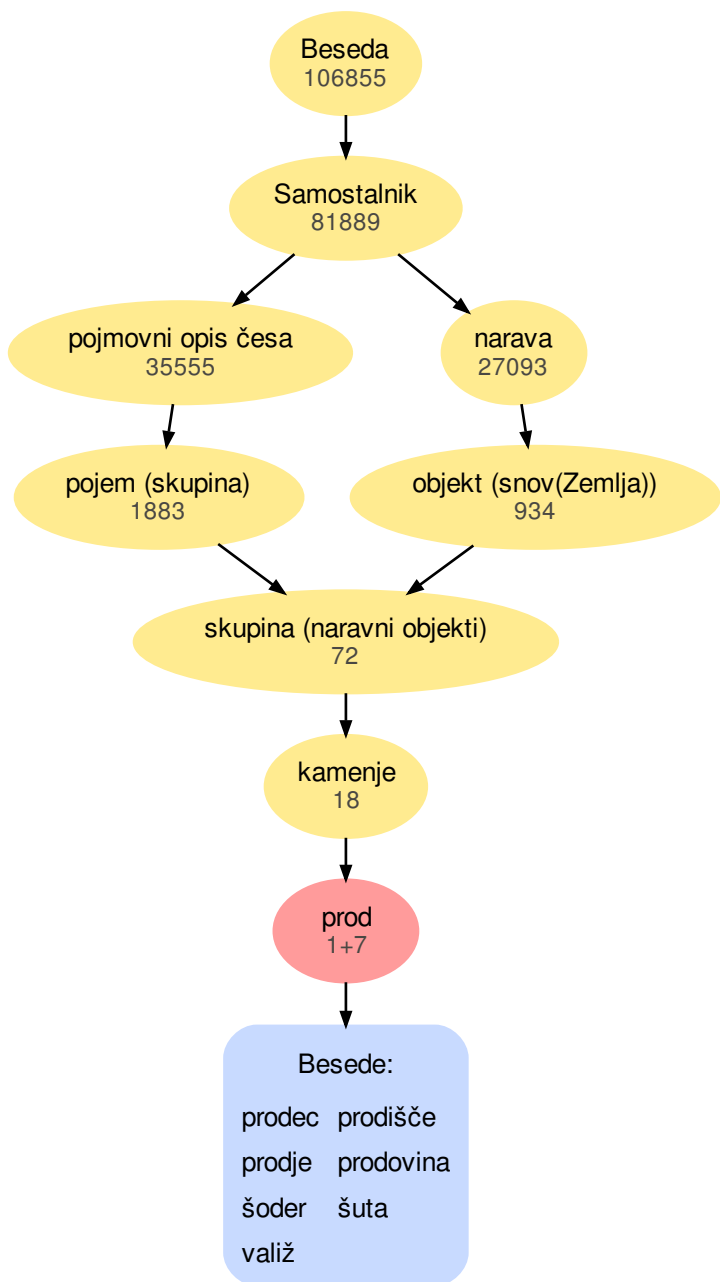 Beseda
106855
Samostalnik
81889
pojmovni opis česa
35555
narava
27093
pojem (skupina)
1883
objekt (snov(Zemlja))
934
skupina (naravni objekti)
72
kamenje
18
prod
1+7
Besede:
prodec prodišče
prodje prodovina
šoder šuta
valiž